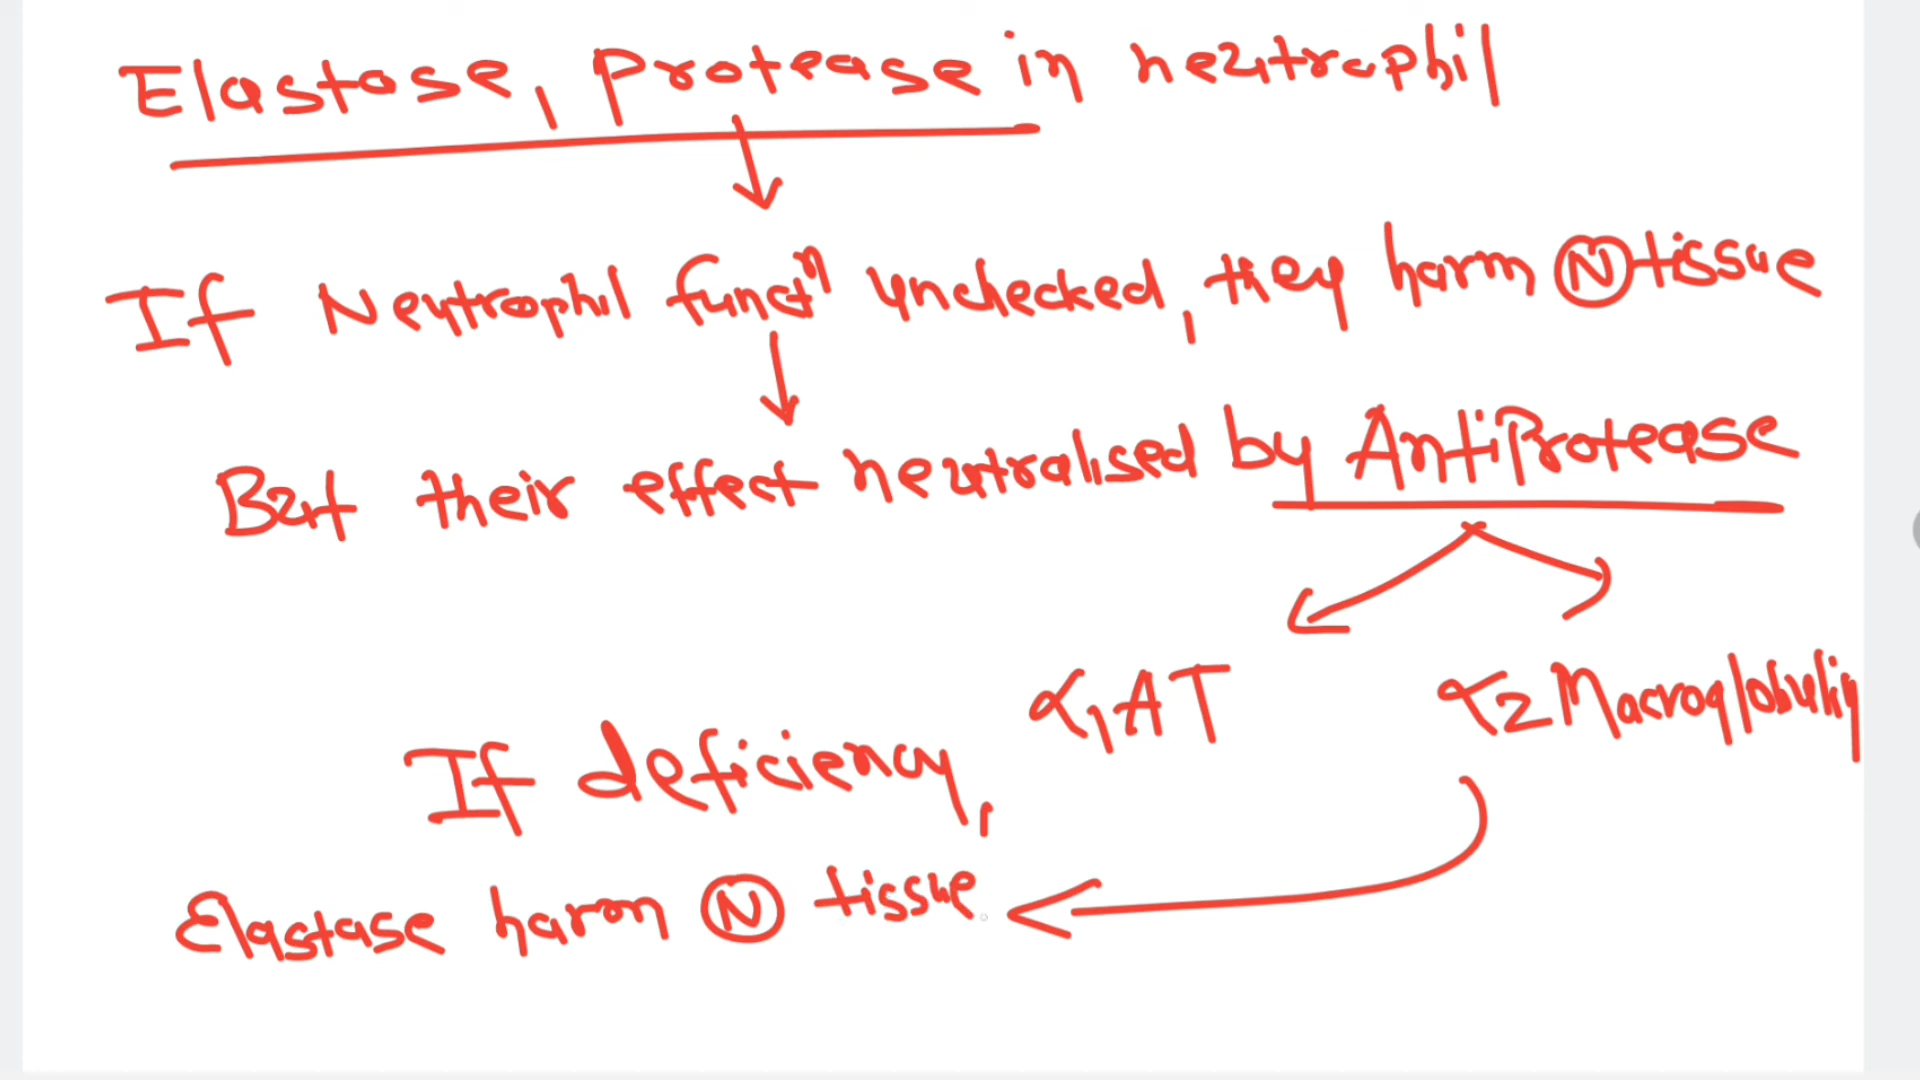 Elastase, Protease in neutrophil
If Neutrophil functⁿ unchecked, they harm Ⓝ tissue
But their effect neutralised by AntiProtease
α1AT α2 Macroglobulin
If deficiency,
Elastase harm Ⓝ tissue